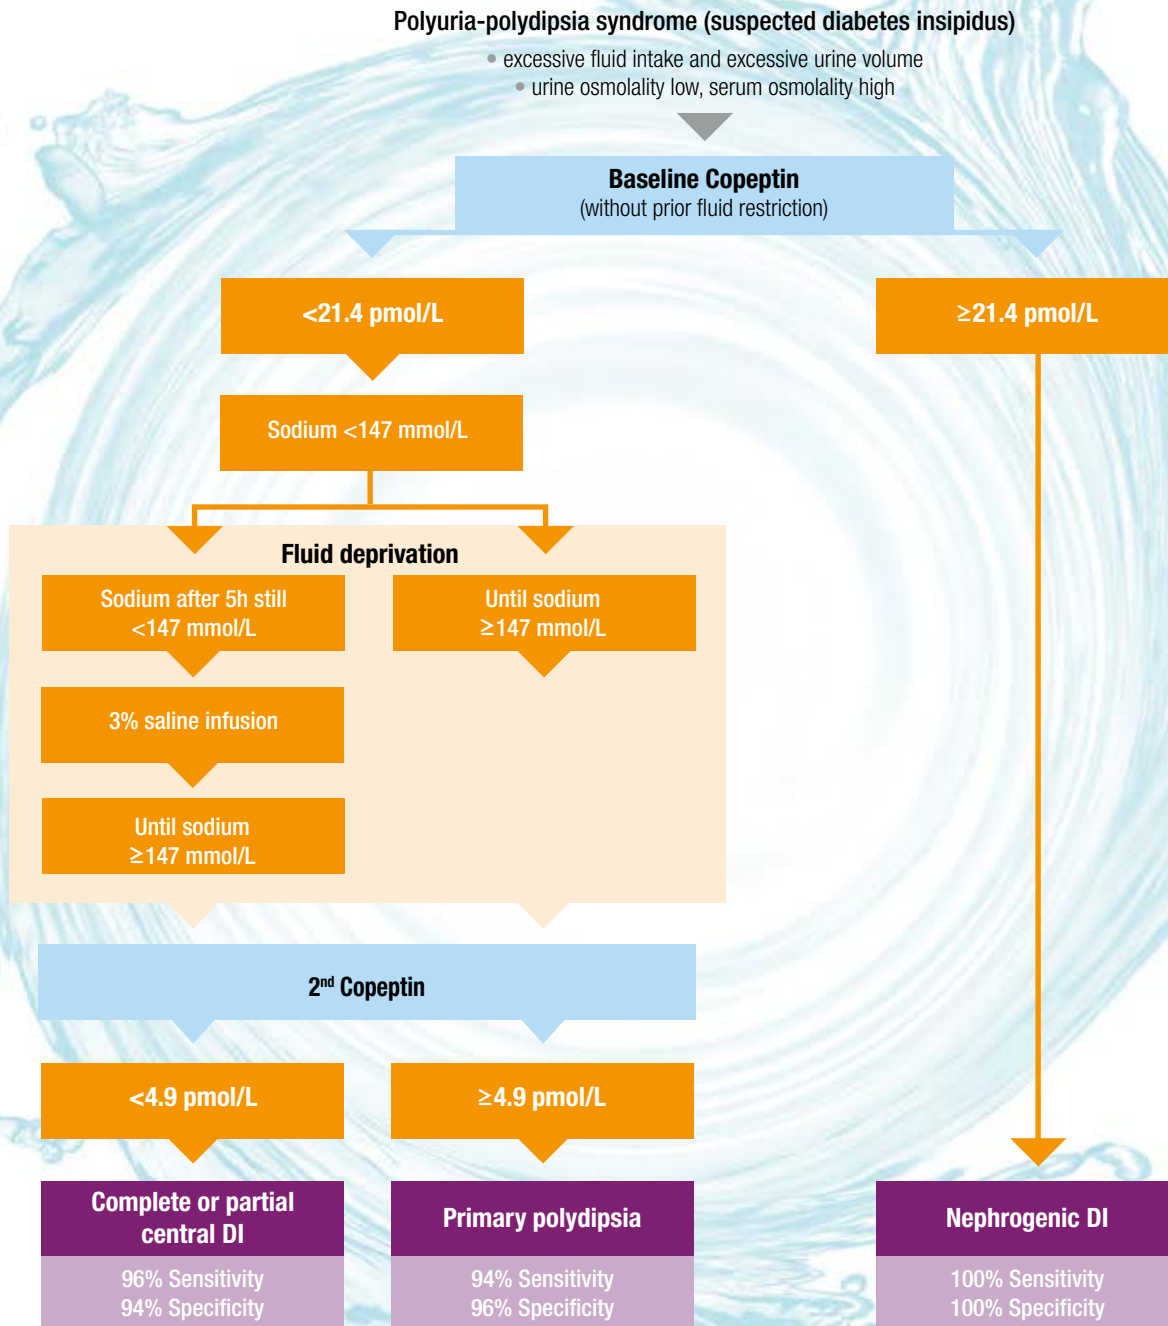 Polyuria-polydipsia syndrome (suspected diabetes insipidus)
• excessive fluid intake and excessive urine volume
• urine osmolality low, serum osmolality high
Baseline Copeptin
(without prior fluid restriction)
<21.4 pmol/L
≥21.4 pmol/L
Sodium <147 mmol/L
Fluid deprivation
Sodium after 5h still
<147 mmol/L
Until sodium
≥147 mmol/L
3% saline infusion
Until sodium
≥147 mmol/L
2nd Copeptin
<4.9 pmol/L
≥4.9 pmol/L
Complete or partial
central DI
Primary polydipsia
Nephrogenic DI
96% Sensitivity
94% Specificity
94% Sensitivity
96% Specificity
100% Sensitivity
100% Specificity